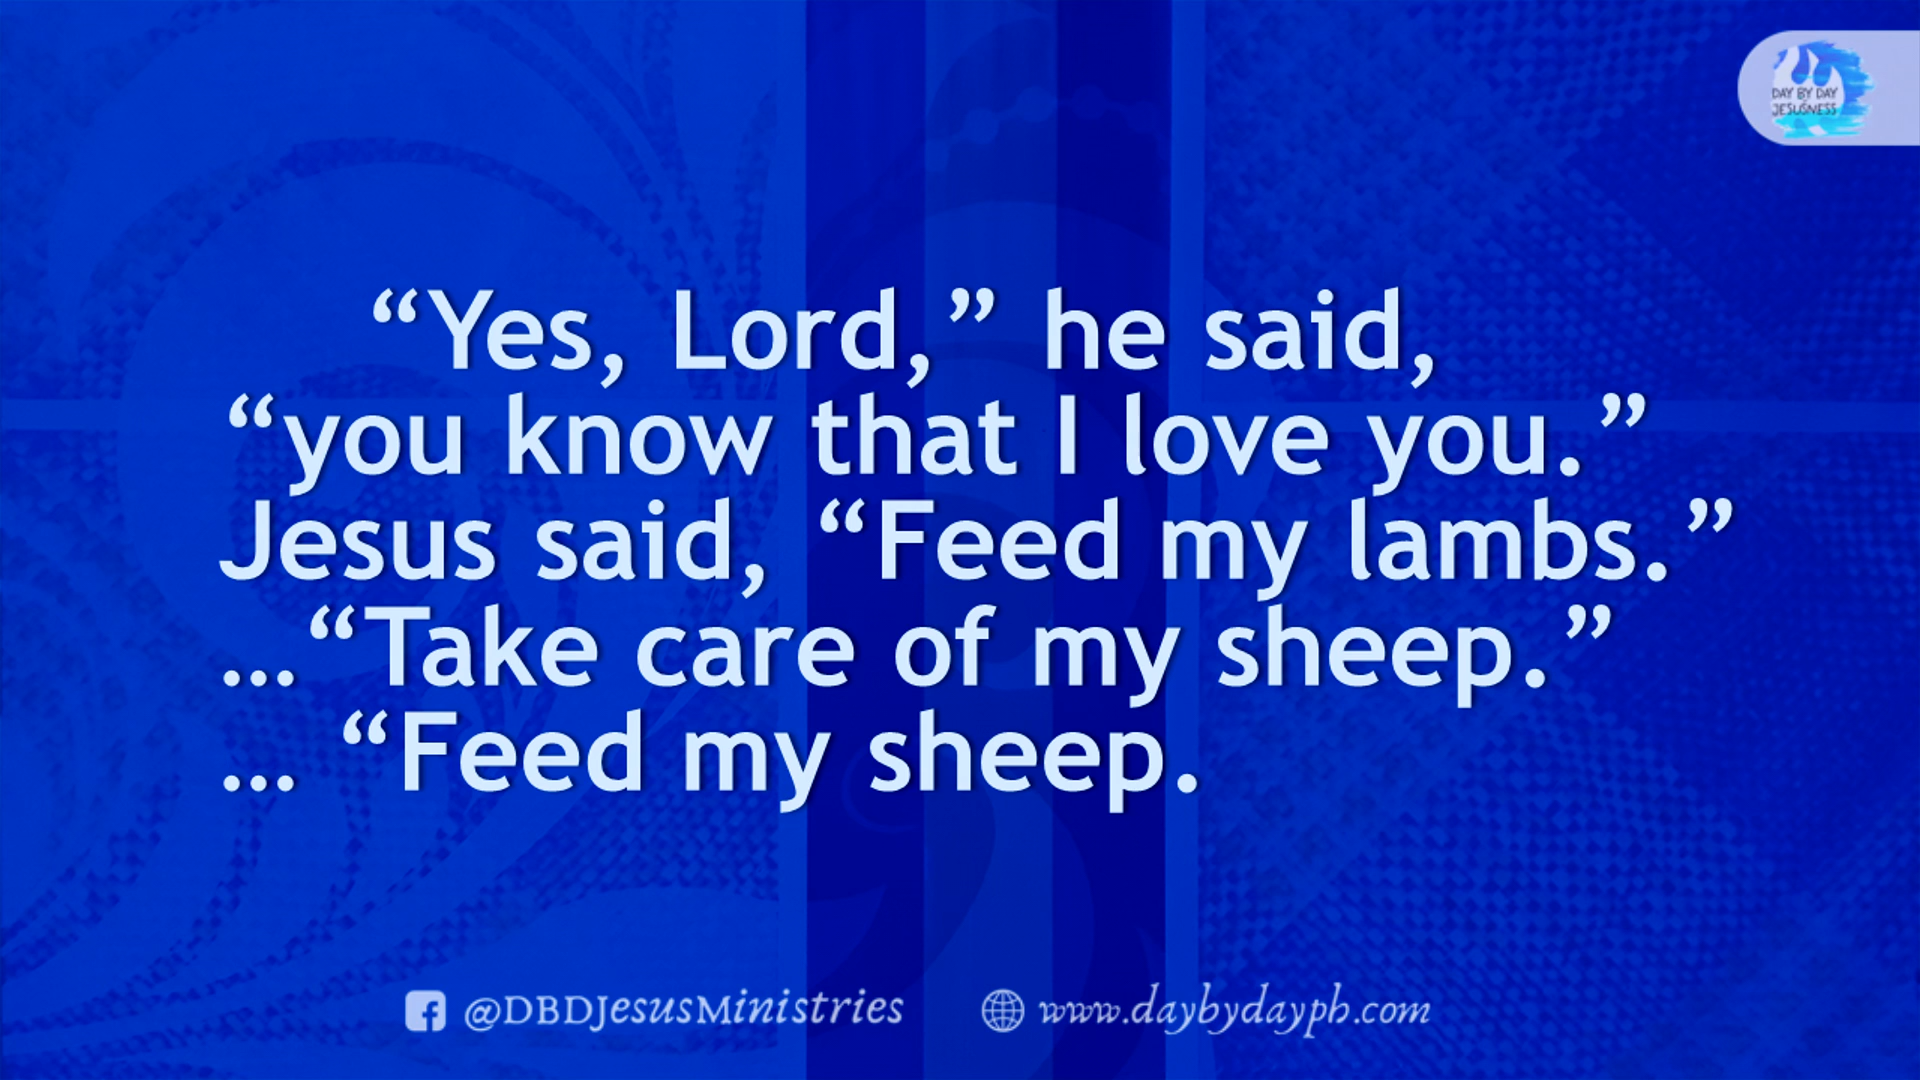 DAY BY DAY
JESUSNESS
“Yes, Lord,” he said,
“you know that I love you.”
Jesus said, “Feed my lambs.”
...“Take care of my sheep.”
... “Feed my sheep.
@DBDJesusMinistries
www.daybydayph.com